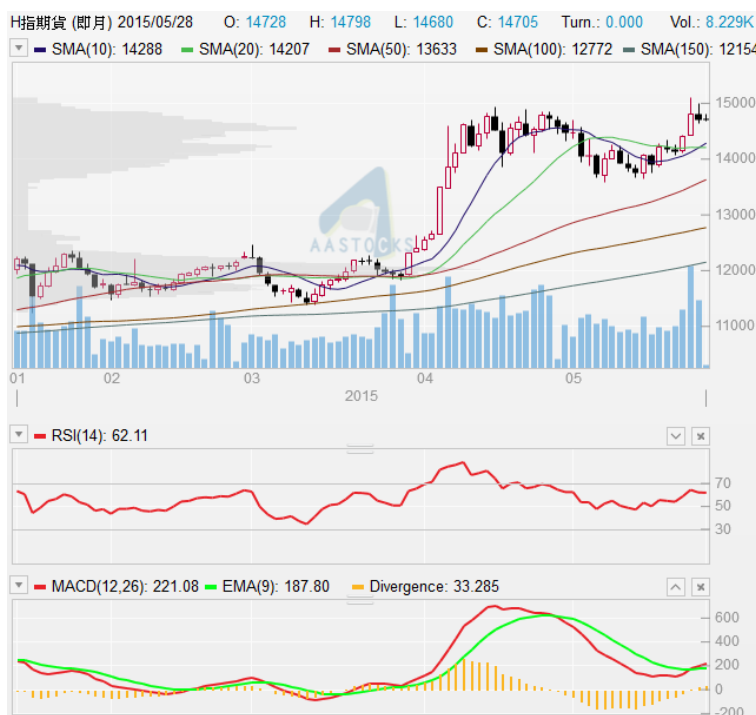 H指期貨 (即月) 2015/05/28 O: 14728 H: 14798 L: 14680 C: 14705 Turn.: 0.000 Vol.: 8.229K
SMA(10): 14288 SMA(20): 14207 SMA(50): 13633 SMA(100): 12772 SMA(150): 12154
15000
14000
13000
12000
11000
AASTOCKS
01 02 03 04 05
2015
RSI(14): 62.11
70
50
30
MACD(12,26): 221.08 EMA(9): 187.80 Divergence: 33.285
600
400
200
0
-200